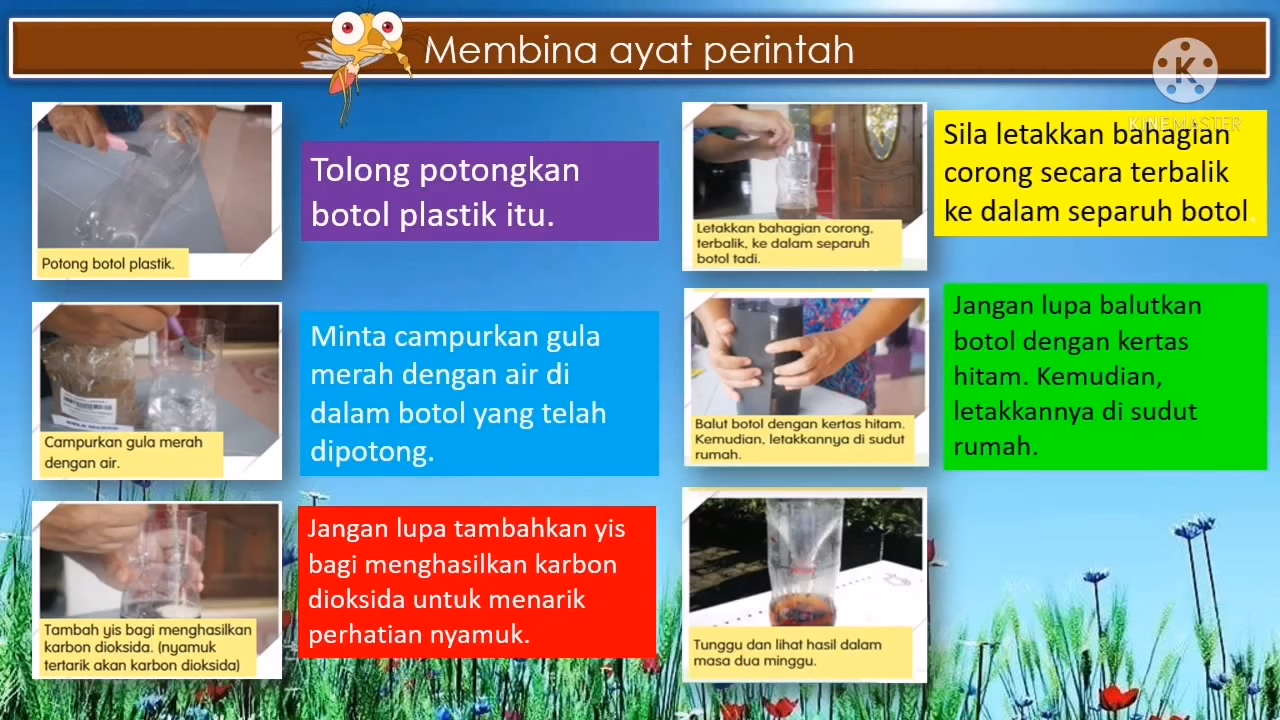 Membina ayat perintah
K
KINEMASTER
Potong botol plastik.
Tolong potongkan
botol plastik itu.
Campurkan gula merah
dengan air.
Minta campurkan gula
merah dengan air di
dalam botol yang telah
dipotong.
Tambah yis bagi menghasilkan
karbon dioksida. (nyamuk
tertarik akan karbon dioksida)
Jangan lupa tambahkan yis
bagi menghasilkan karbon
dioksida untuk menarik
perhatian nyamuk.
Letakkan bahagian corong,
terbalik, ke dalam separuh
botol tadi.
Sila letakkan bahagian
corong secara terbalik
ke dalam separuh botol.
Balut botol dengan kertas hitam.
Kemudian, letakkannya di sudut
rumah.
Jangan lupa balutkan
botol dengan kertas
hitam. Kemudian,
letakkannya di sudut
rumah.
Tunggu dan lihat hasil dalam
masa dua minggu.